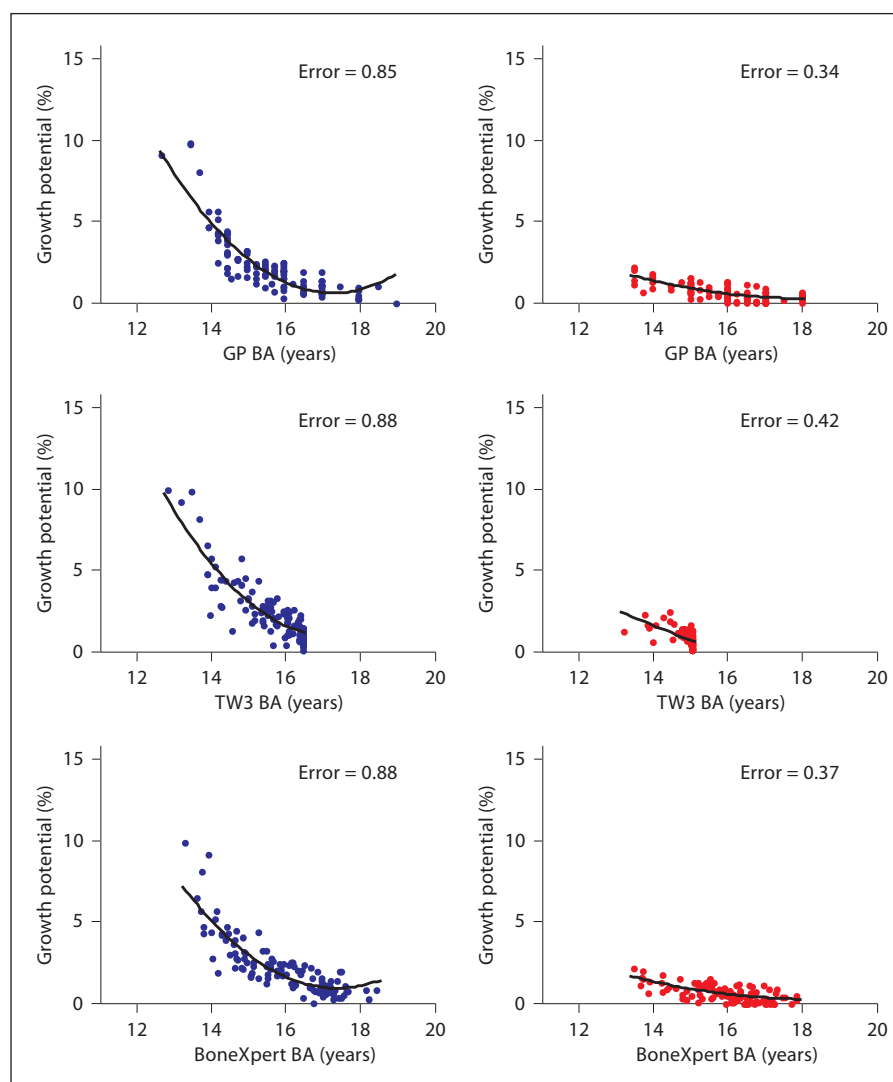 Growth potential (%)
15
10
5
0
Error = 0.85
12 14 16 18 20
GP BA (years)
Growth potential (%)
15
10
5
0
Error = 0.34
12 14 16 18 20
GP BA (years)
Growth potential (%)
15
10
5
0
Error = 0.88
12 14 16 18 20
TW3 BA (years)
Growth potential (%)
15
10
5
0
Error = 0.42
12 14 16 18 20
TW3 BA (years)
Growth potential (%)
15
10
5
0
Error = 0.88
12 14 16 18 20
BoneXpert BA (years)
Growth potential (%)
15
10
5
0
Error = 0.37
12 14 16 18 20
BoneXpert BA (years)